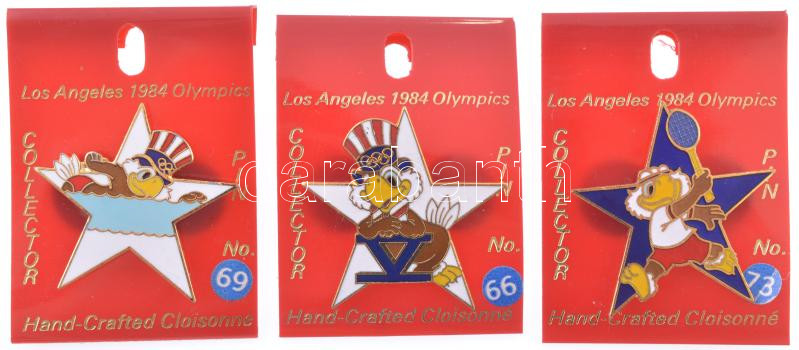 Los Angeles 1984 Olympics
COLLECTOR
PIN
No.
69
Hand-Crafted Cloisonné
Los Angeles 1984 Olympics
COLLECTOR
PIN
No.
V
66
Hand-Crafted Cloisonné
Los Angeles 1984 Olympics
COLLECTOR
PIN
No.
73
Hand-Crafted Cloisonné
darabanth